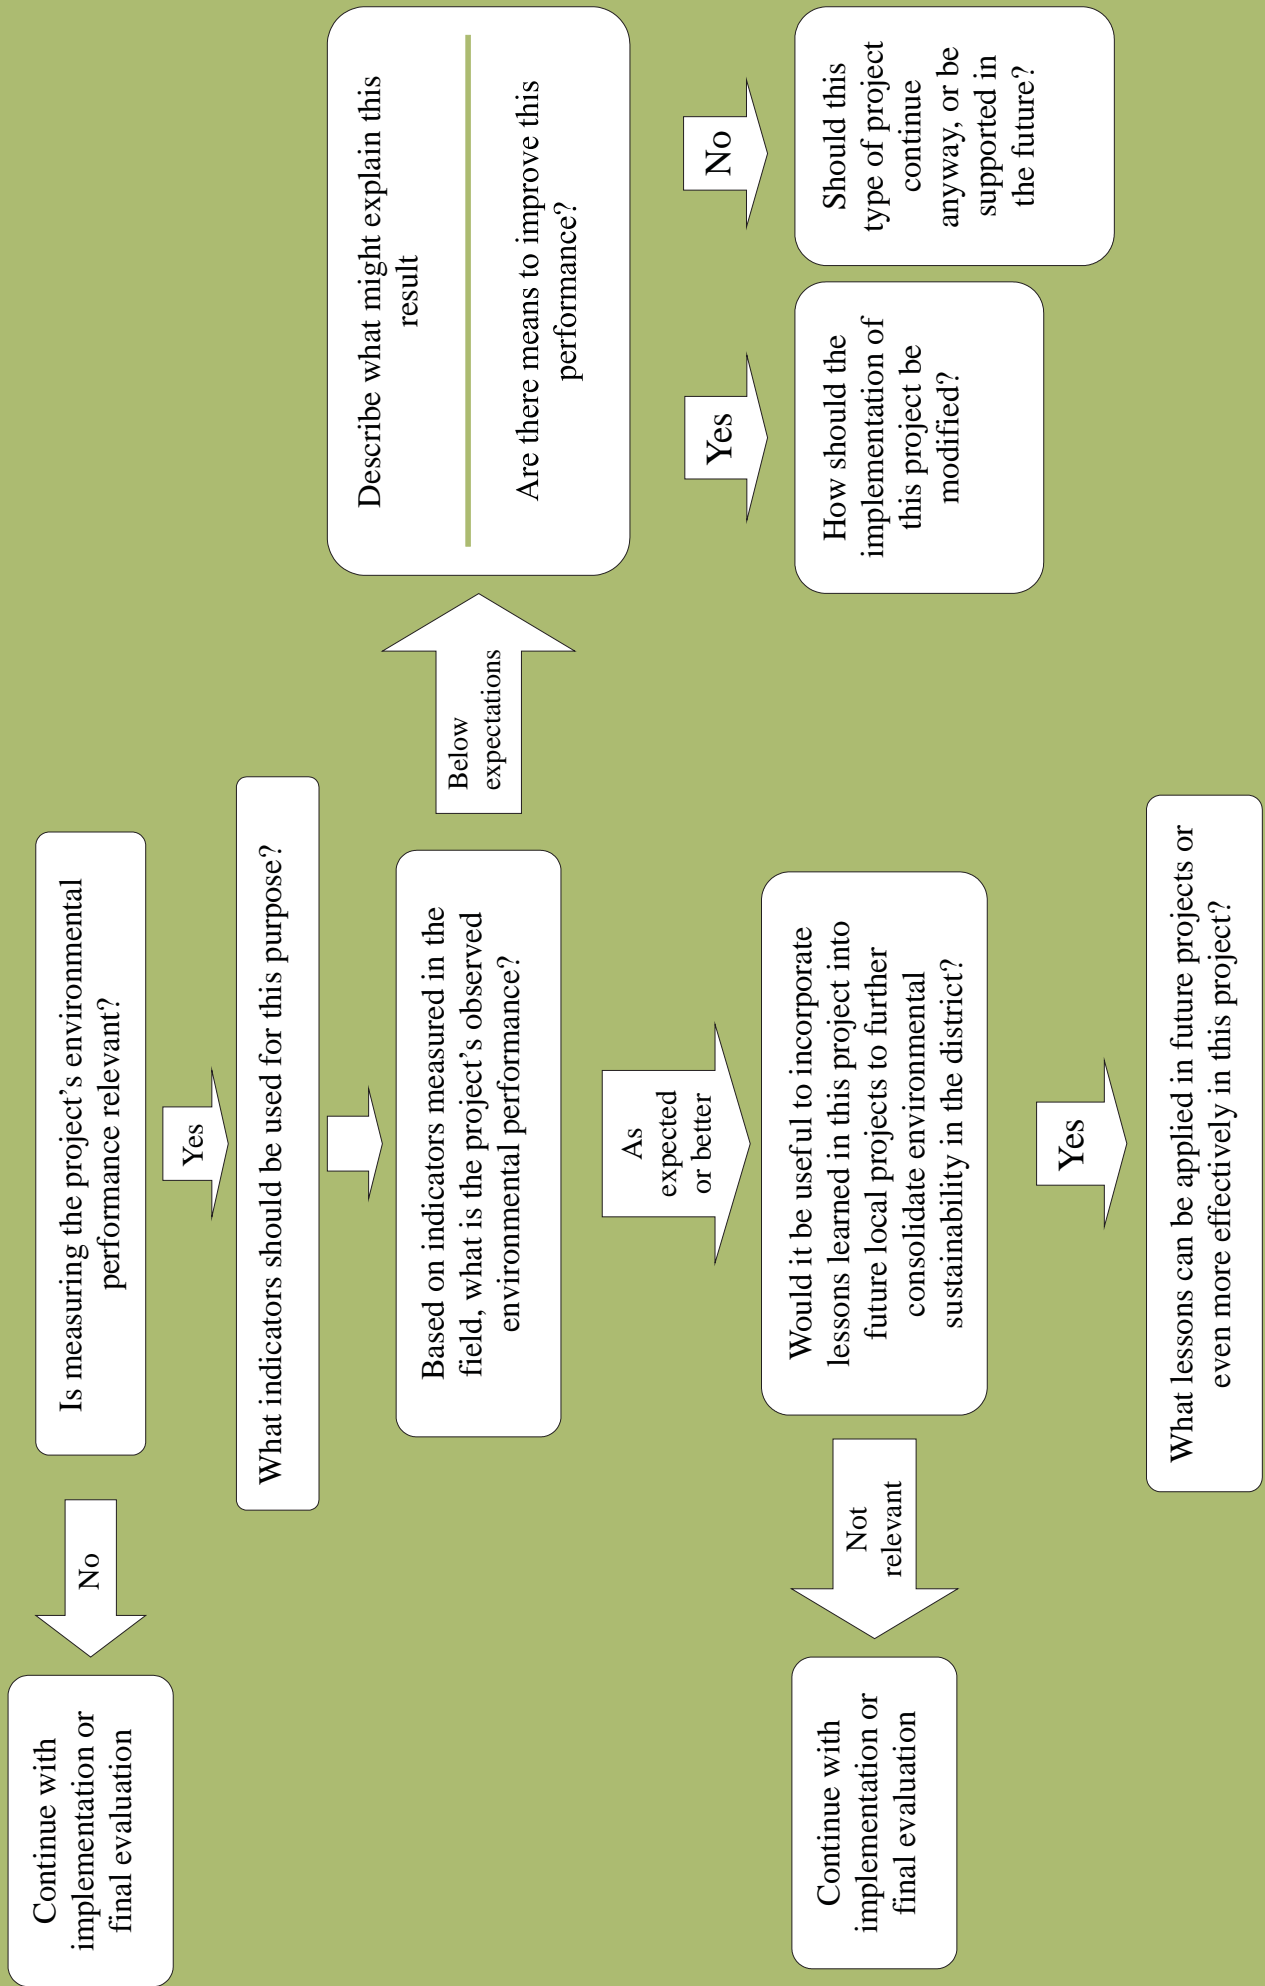 Is measuring the project’s environmental
performance relevant?
No
Continue with
implementation or
final evaluation
Yes
What indicators should be used for this purpose?
Based on indicators measured in the
field, what is the project’s observed
environmental performance?
Below
expectations
Describe what might explain this
result
Are there means to improve this
performance?
Yes
How should the
implementation of
this project be
modified?
No
Should this
type of project
continue
anyway, or be
supported in
the future?
As
expected
or better
Would it be useful to incorporate
lessons learned in this project into
future local projects to further
consolidate environmental
sustainability in the district?
Not
relevant
Continue with
implementation or
final evaluation
Yes
What lessons can be applied in future projects or
even more effectively in this project?